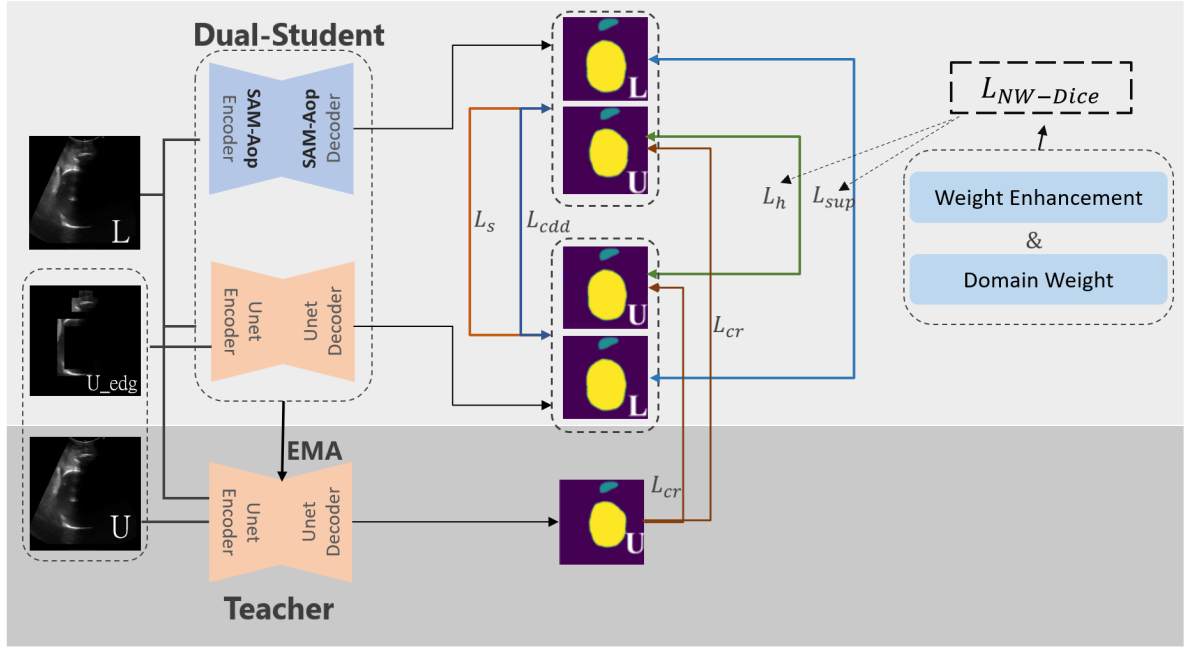 Dual-Student
SAM-Aop
Encoder
SAM-Aop
Decoder
L
U
L
Unet
Encoder
Unet
Decoder
U_edg
U
L
EMA
U
Unet
Encoder
Unet
Decoder
U
Teacher
L_s
L_cdd
L_h
L_sup
L_cr
L_cr
L_NW−Dice
Weight Enhancement
&
Domain Weight